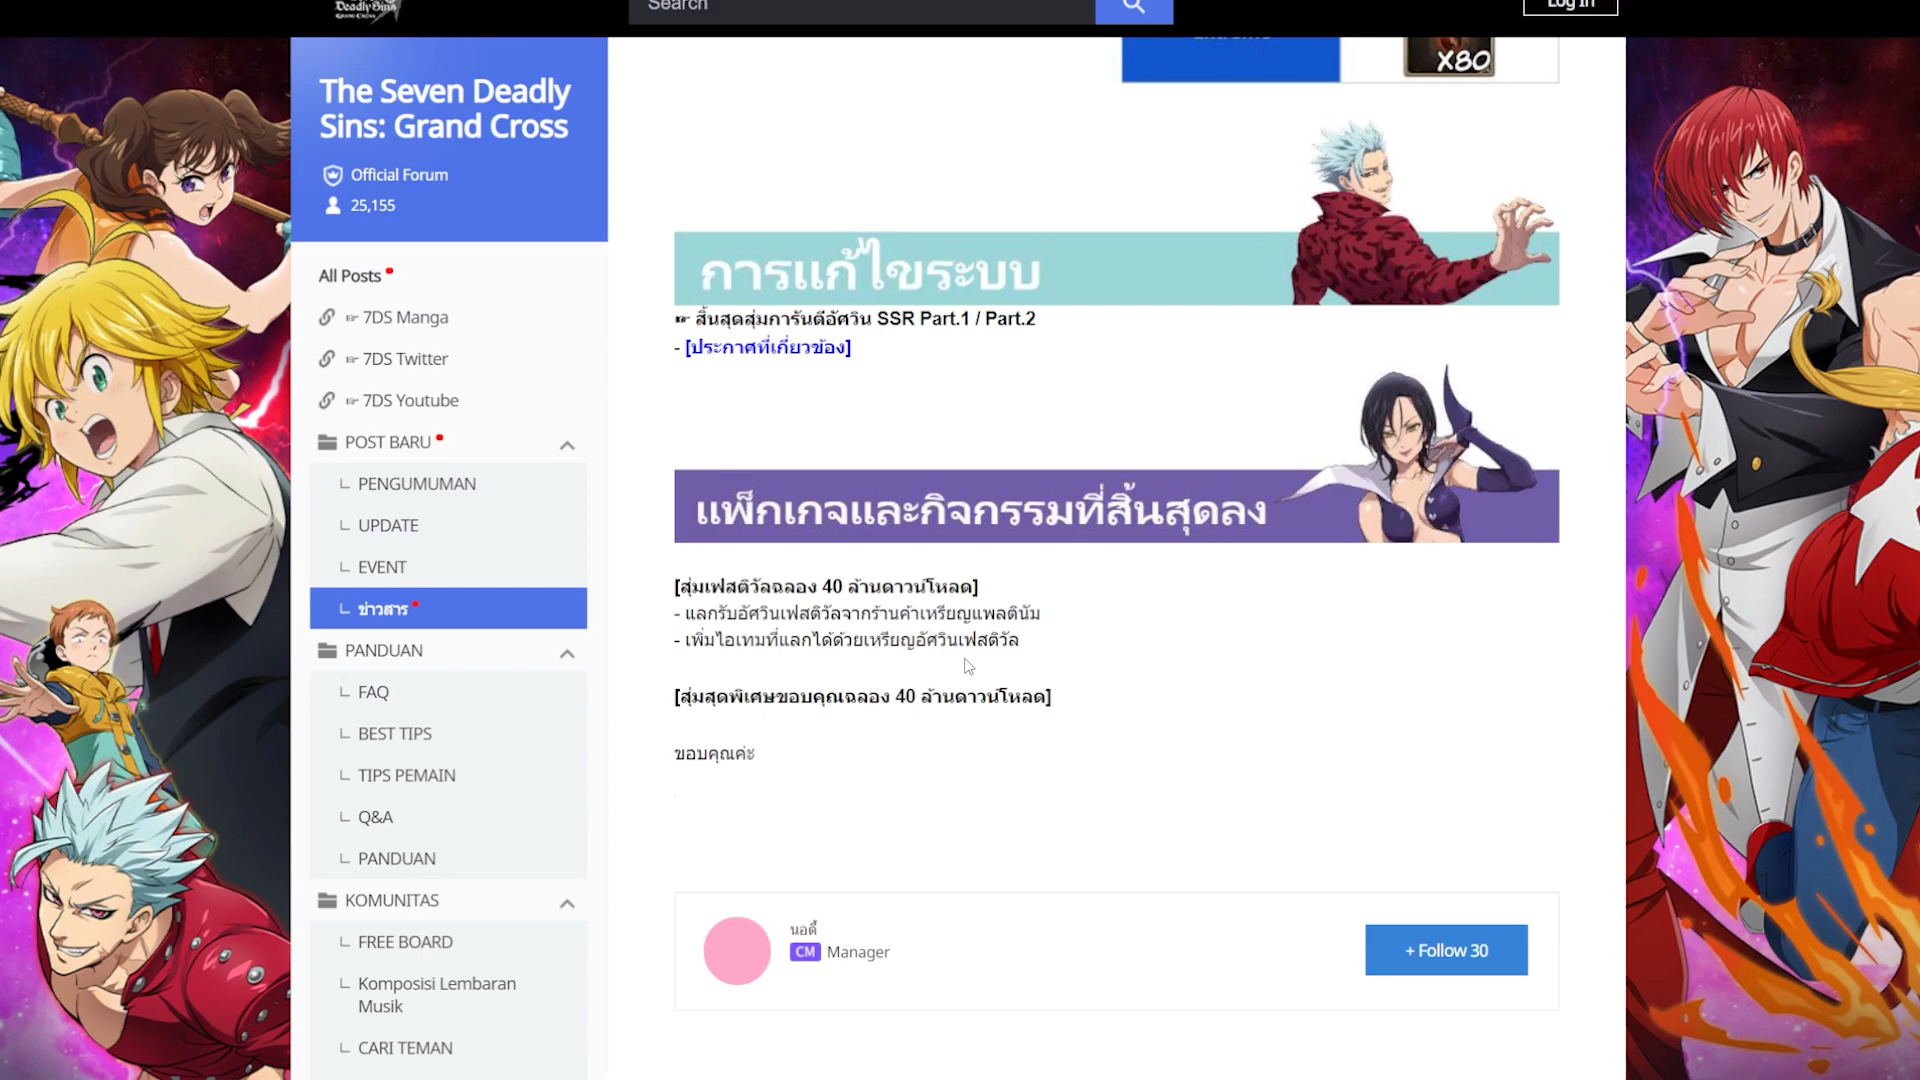 Deadly Sins
GRAND CROSS
Search
Log In
The Seven Deadly
Sins: Grand Cross
Official Forum
25,155
All Posts
☞ 7DS Manga
☞ 7DS Twitter
☞ 7DS Youtube
POST BARU
PENGUMUMAN
UPDATE
EVENT
ข่าวสาร
PANDUAN
FAQ
BEST TIPS
TIPS PEMAIN
Q&A
PANDUAN
KOMUNITAS
FREE BOARD
Komposisi Lembaran
Musik
CARI TEMAN
X80
การแก้ไขระบบ
☛ สิ้นสุดสุ่มการันตีอัศวิน SSR Part.1 / Part.2
- [ประกาศที่เกี่ยวข้อง]
แพ็กเกจและกิจกรรมที่สิ้นสุดลง
[สุ่มเฟสติวัลฉลอง 40 ล้านดาวน์โหลด]
- แลกรับอัศวินเฟสติวัลจากร้านค้าเหรียญแพลตินัม
- เพิ่มไอเทมที่แลกได้ด้วยเหรียญอัศวินเฟสติวัล
[สุ่มสุดพิเศษขอบคุณฉลอง 40 ล้านดาวน์โหลด]
ขอบคุณค่ะ
นอตี้
CM Manager
+ Follow 30